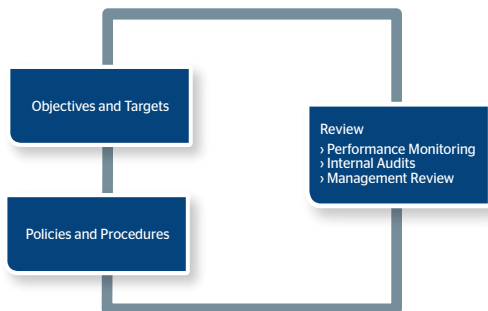 Objectives and Targets
Policies and Procedures
Review
› Performance Monitoring
› Internal Audits
› Management Review